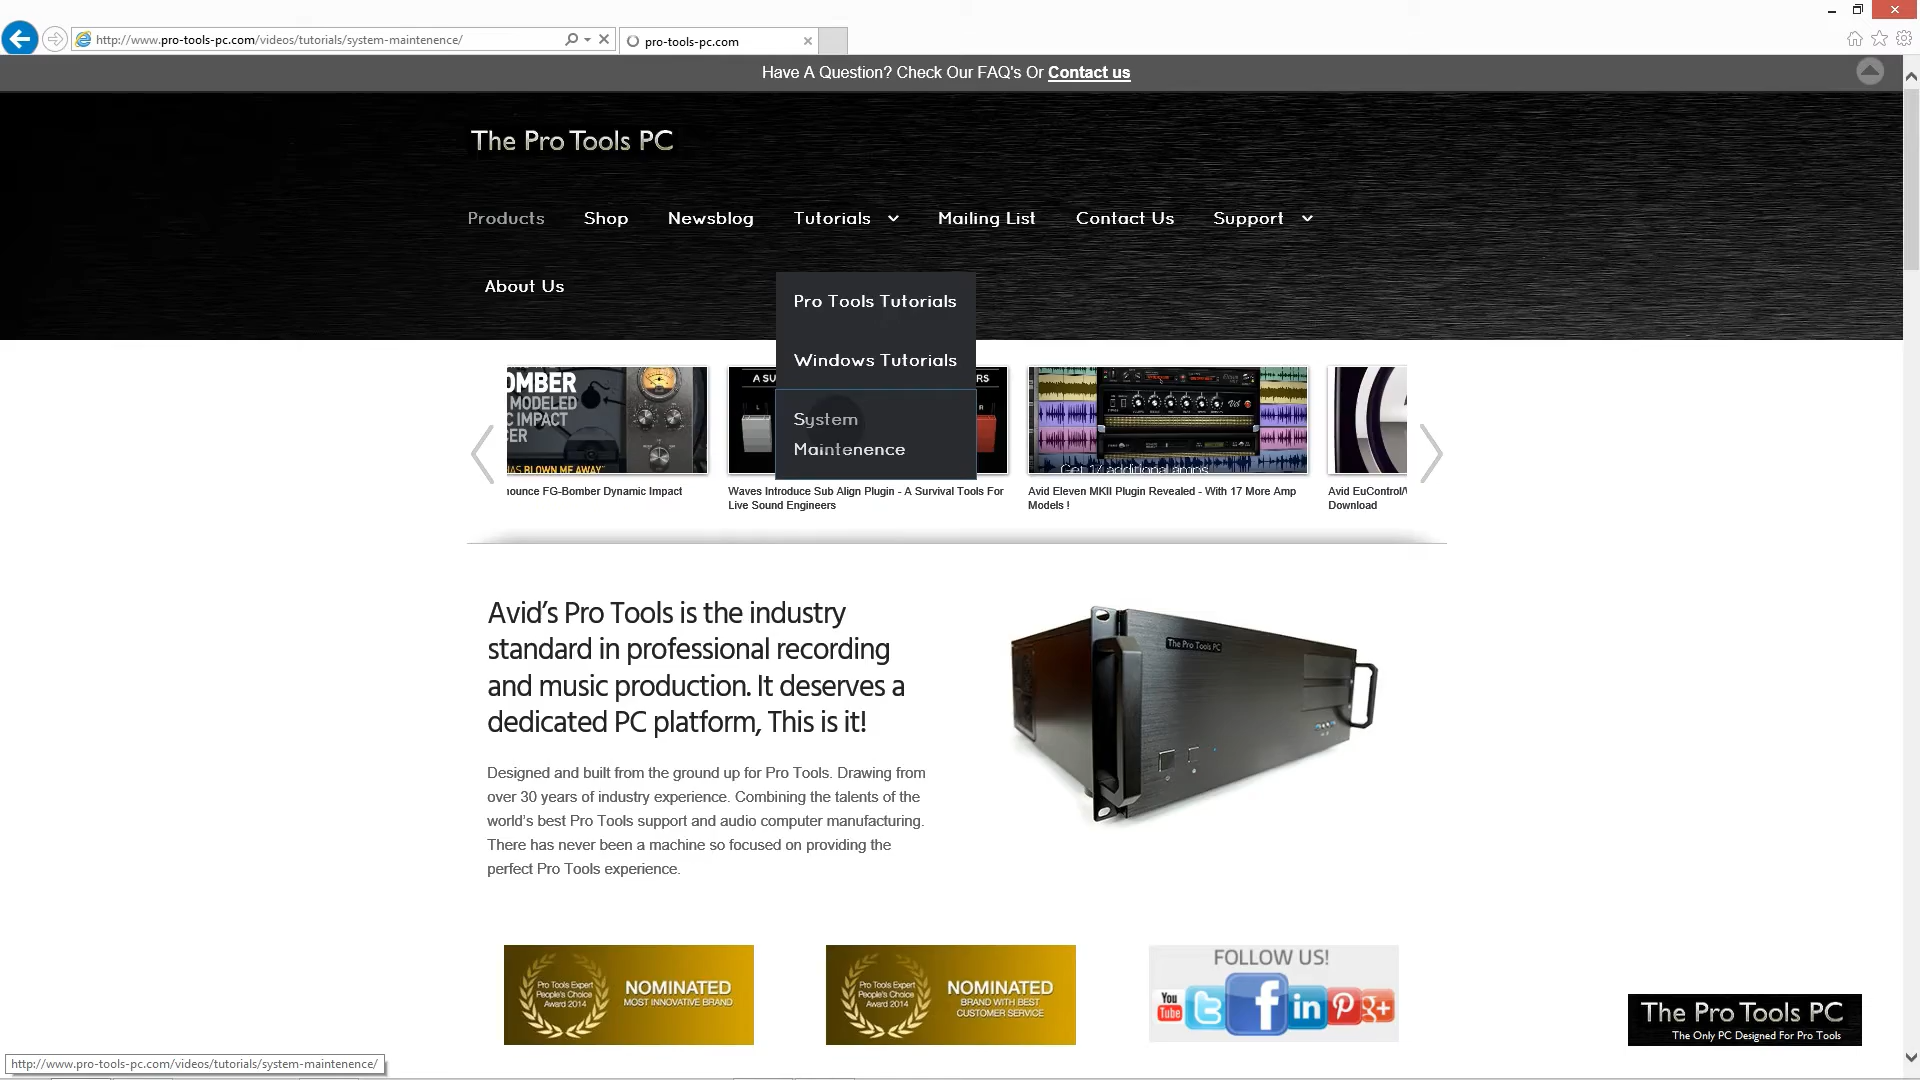 http://www.pro-tools-pc.com/videos/tutorials/system-maintenence/
pro-tools-pc.com
Have A Question? Check Our FAQ's Or Contact us
The Pro Tools PC
Products
Shop
Newsblog
Tutorials
Mailing List
Contact Us
Support
About Us
Pro Tools Tutorials
Windows Tutorials
System
Maintenence
OMBER
MODELED
C IMPACT
CER
HAS BLOWN ME AWAY"
A SU
RS
Get 17 additional amps
nounce FG-Bomber Dynamic Impact
Waves Introduce Sub Align Plugin - A Survival Tools For
Live Sound Engineers
Avid Eleven MKII Plugin Revealed - With 17 More Amp
Models !
Avid EuControl/
Download
Avid's Pro Tools is the industry
standard in professional recording
and music production. It deserves a
dedicated PC platform, This is it!
The Pro Tools PC
Designed and built from the ground up for Pro Tools. Drawing from
over 30 years of industry experience. Combining the talents of the
world's best Pro Tools support and audio computer manufacturing.
There has never been a machine so focused on providing the
perfect Pro Tools experience.
Pro Tools Expert
People's Choice
Award 2014
NOMINATED
MOST INNOVATIVE BRAND
Pro Tools Expert
People's Choice
Award 2014
NOMINATED
BRAND WITH BEST
CUSTOMER SERVICE
FOLLOW US!
You
Tube
in
g+
The Pro Tools PC
The Only PC Designed For Pro Tools
http://www.pro-tools-pc.com/videos/tutorials/system-maintenence/